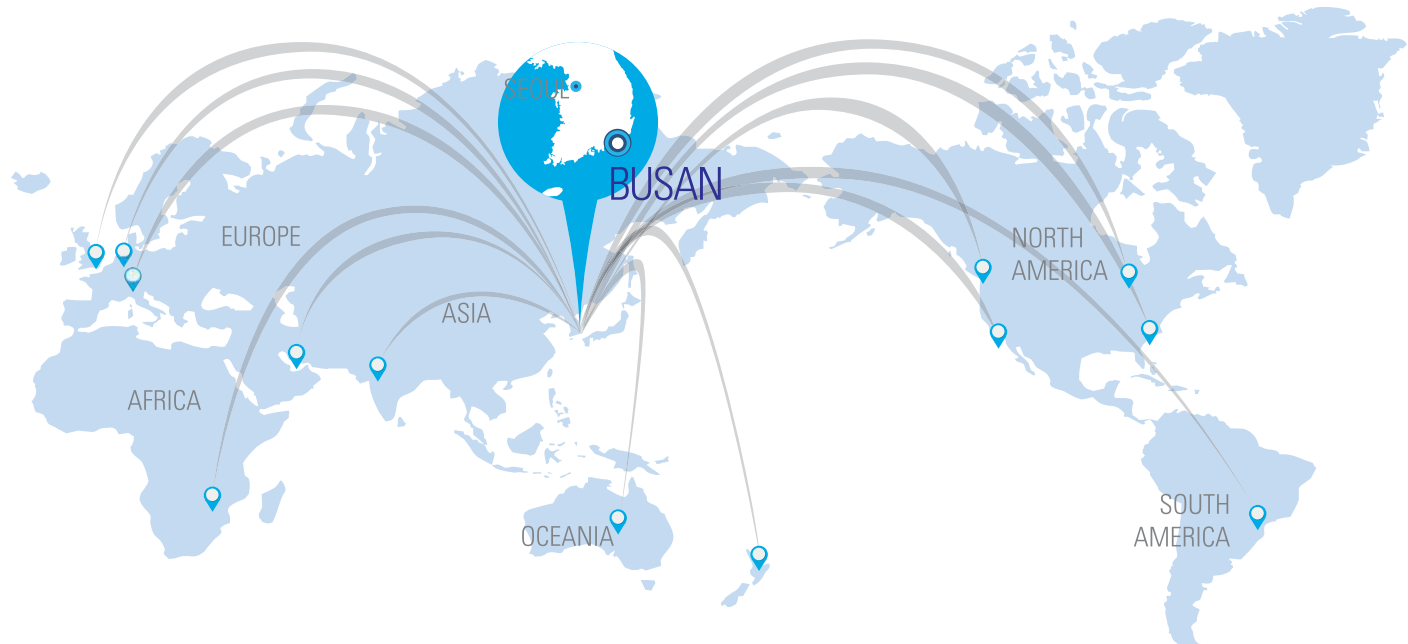 SEOUL
BUSAN
EUROPE
NORTH
AMERICA
ASIA
AFRICA
SOUTH
AMERICA
OCEANIA